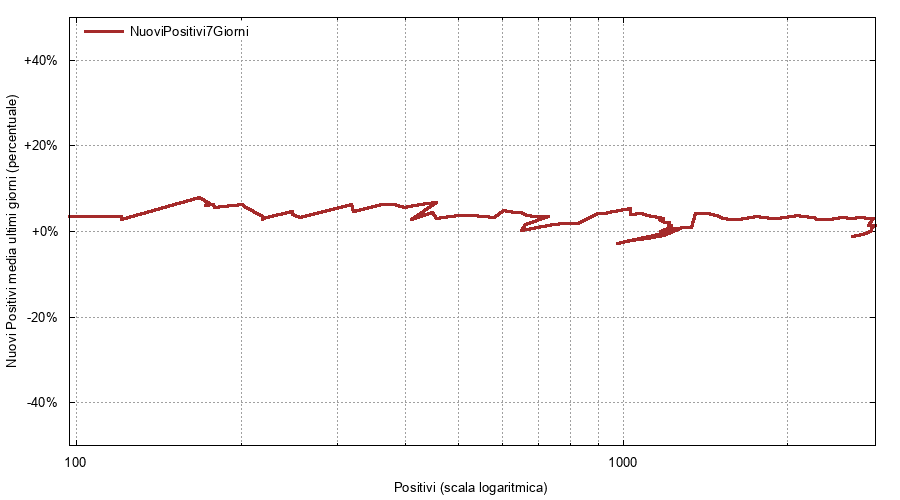 NuoviPositivi7Giorni
+40%
+20%
+0%
-20%
-40%
Nuovi Positivi media ultimi giorni (percentuale)
100
1000
Positivi (scala logaritmica)